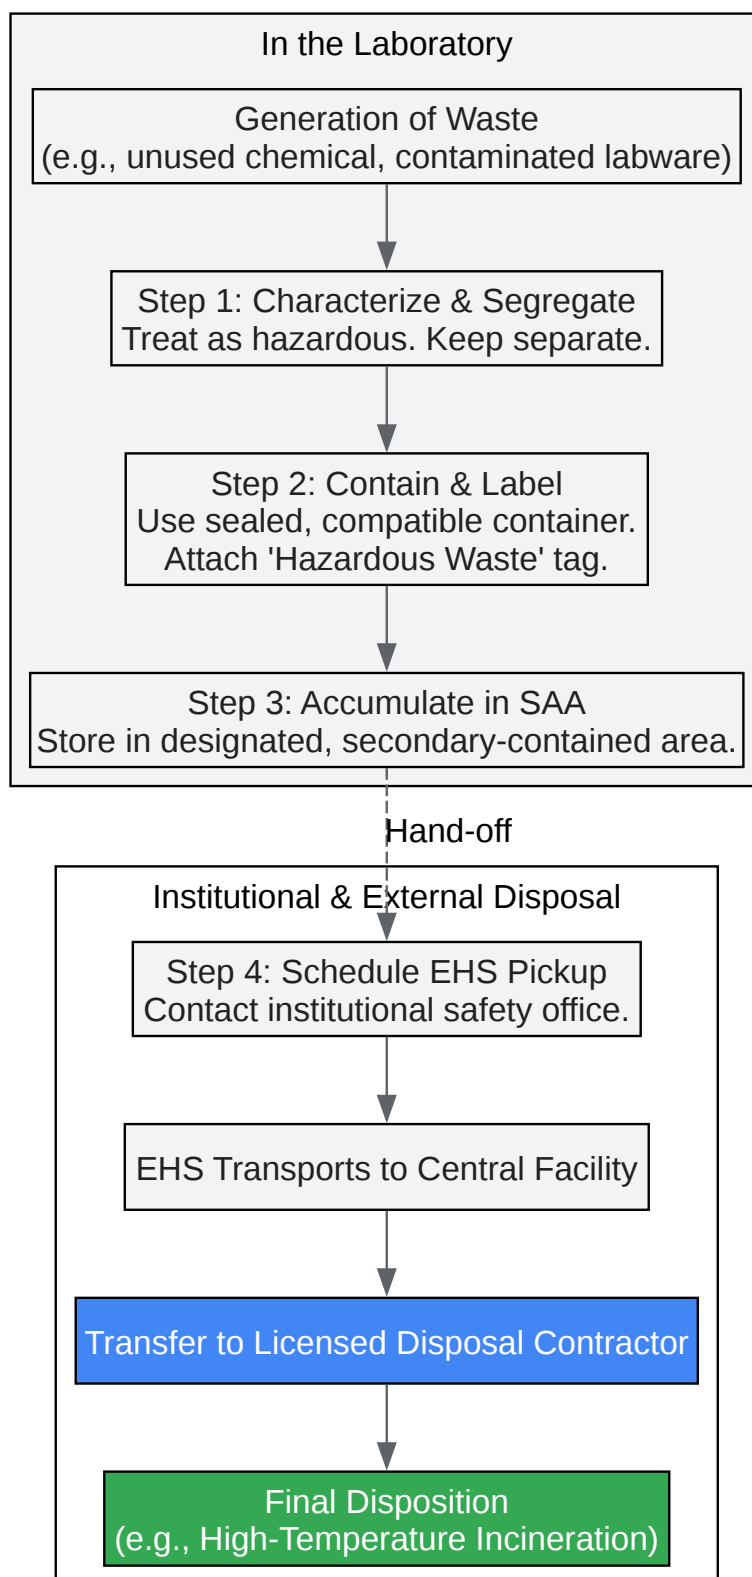 In the Laboratory
Generation of Waste
(e.g., unused chemical, contaminated labware)
Step 1: Characterize & Segregate
Treat as hazardous. Keep separate.
Step 2: Contain & Label
Use sealed, compatible container.
Attach 'Hazardous Waste' tag.
Step 3: Accumulate in SAA
Store in designated, secondary-contained area.
Hand-off
Institutional & External Disposal
Step 4: Schedule EHS Pickup
Contact institutional safety office.
EHS Transports to Central Facility
Transfer to Licensed Disposal Contractor
Final Disposition
(e.g., High-Temperature Incineration)